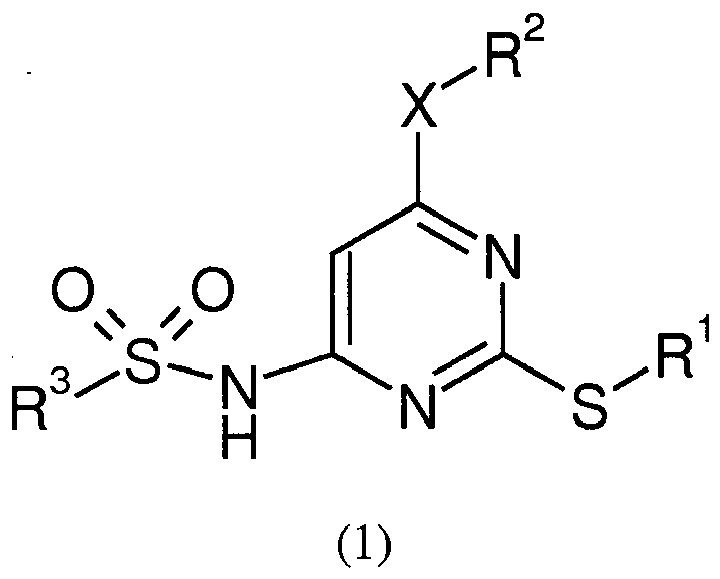 R²
X
N
O O
R³ S N H N S R¹
(1)